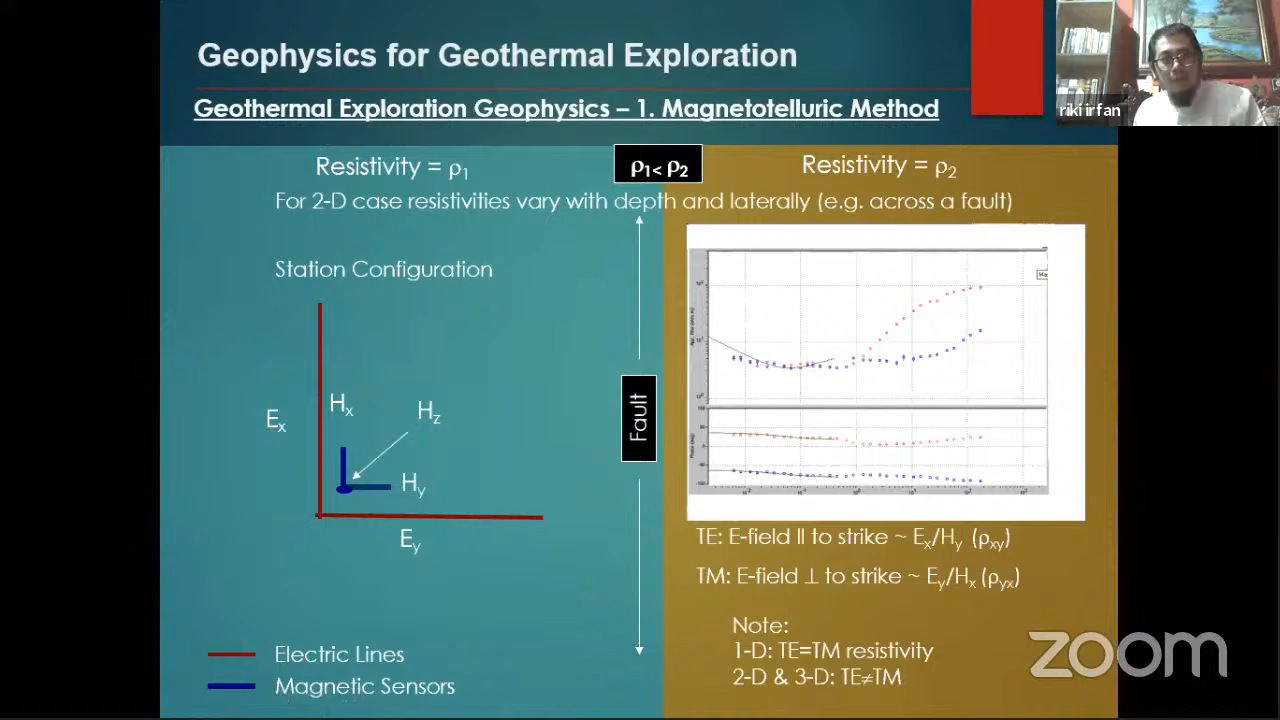 Geophysics for Geothermal Exploration
Geothermal Exploration Geophysics – 1. Magnetotelluric Method
riki irfan
Resistivity = ρ1
ρ1< ρ2
Resistivity = ρ2
For 2-D case resistivities vary with depth and laterally (e.g. across a fault)
Station Configuration
Ex
Hx
Hz
Hy
Ey
Fault
TE: E-field ll to strike ~ Ex/Hy (ρxy)
TM: E-field ⊥ to strike ~ Ey/Hx (ρyx)
Note:
1-D: TE=TM resistivity
2-D & 3-D: TE≠TM
Electric Lines
Magnetic Sensors
zoom